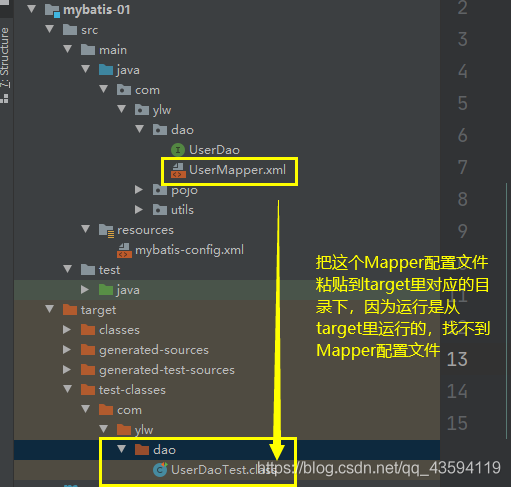 mybatis-01
src
main
java
com
ylw
dao
UserDao
UserMapper.xml
pojo
utils
resources
mybatis-config.xml
test
java
target
classes
generated-sources
generated-test-sources
test-classes
com
ylw
dao
UserDaoTest.class
7: Structure
2
3
4
5
6
7
8
9
10
11
12
13
14
15
把这个Mapper配置文件
粘贴到target里对应的目
录下，因为运行是从
target里运行的，找不到
Mapper配置文件
https://blog.csdn.net/qq_43594119